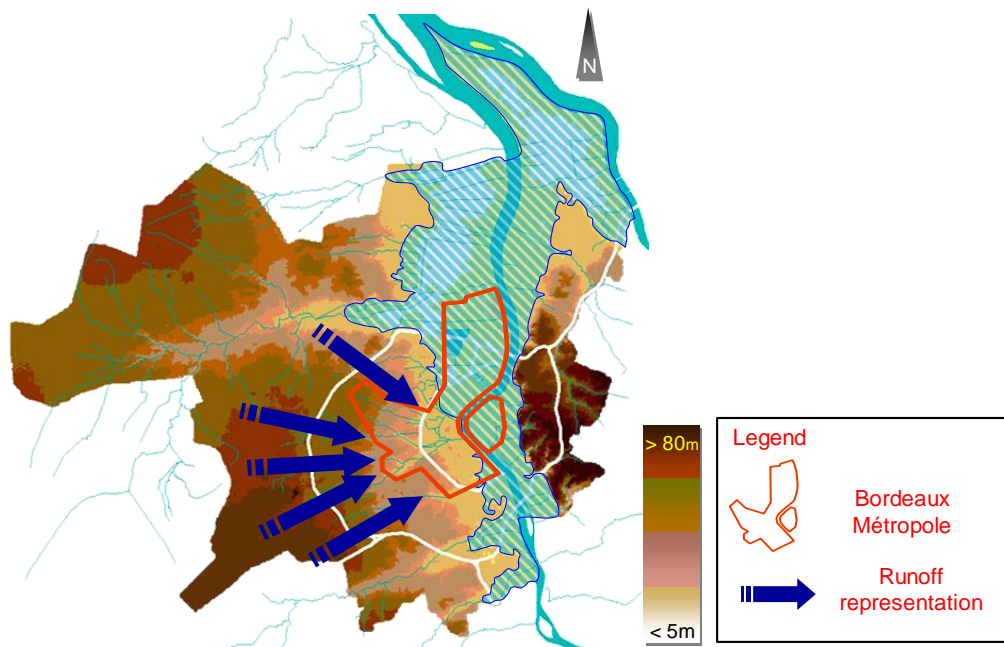 N
> 80m
< 5m
Legend
Bordeaux
Métropole
Runoff
representation